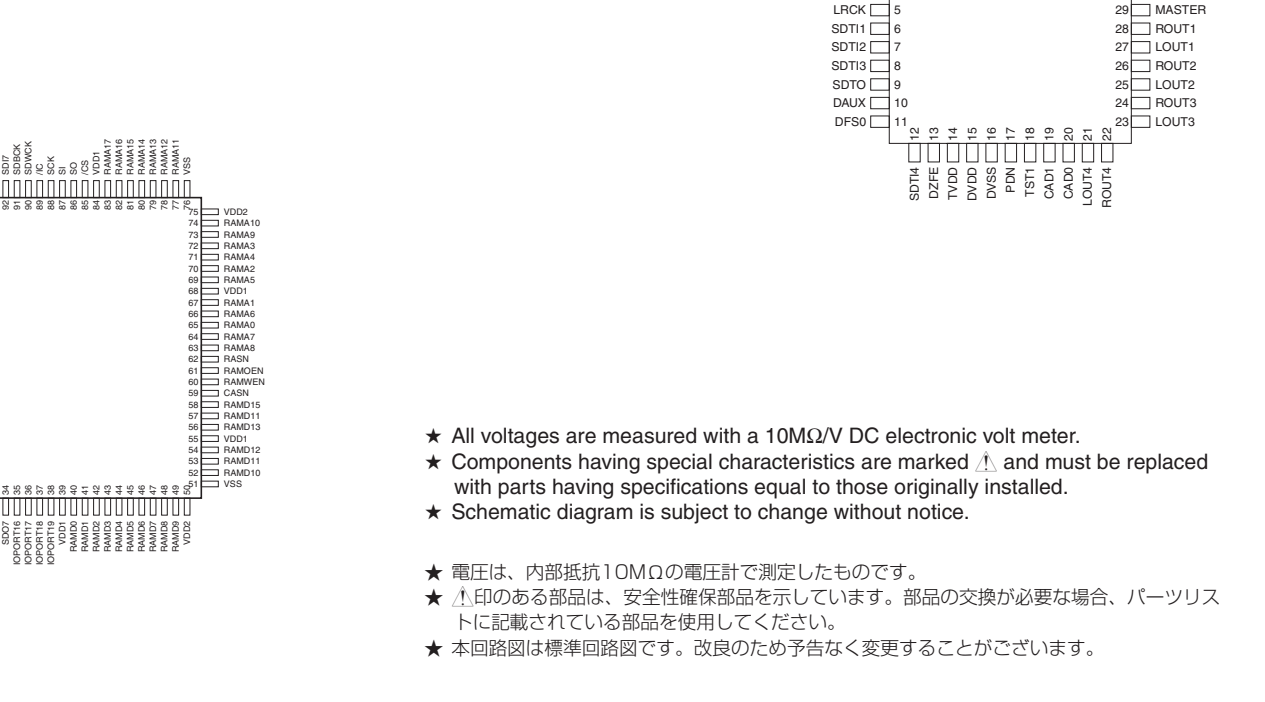 LRCK 5
SDTI1 6
SDTI2 7
SDTI3 8
SDTO 9
DAUX 10
DFS0 11
29 MASTER
28 ROUT1
27 LOUT1
26 ROUT2
25 LOUT2
24 ROUT3
23 LOUT3
12 13 14 15 16 17 18 19 20 21 22
SDTI4 DZFE TVDD DVDD DVSS PDN TST1 CAD1 CAD0 LOUT4 ROUT4
SDI7 SDBCK SDWCK /IC SCK SI SO /CS VDD1 RAMA17 RAMA16 RAMA15 RAMA14 RAMA13 RAMA12 RAMA11 VSS
92 91 90 89 88 87 86 85 84 83 82 81 80 79 78 77 76
75 VDD2
74 RAMA10
73 RAMA9
72 RAMA3
71 RAMA4
70 RAMA2
69 RAMA5
68 VDD1
67 RAMA1
66 RAMA6
65 RAMA0
64 RAMA7
63 RAMA8
62 RASN
61 RAMOEN
60 RAMWEN
59 CASN
58 RAMD15
57 RAMD11
56 RAMD13
55 VDD1
54 RAMD12
53 RAMD11
52 RAMD10
51 VSS
34 35 36 37 38 39 40 41 42 43 44 45 46 47 48 49 50
SDO7 IOPORT16 IOPORT17 IOPORT18 IOPORT19 VDD1 RAMD0 RAMD1 RAMD2 RAMD3 RAMD4 RAMD5 RAMD6 RAMD7 RAMD8 RAMD9 VDD2
★ All voltages are measured with a 10MΩ/V DC electronic volt meter.
★ Components having special characteristics are marked ⚠ and must be replaced
with parts having specifications equal to those originally installed.
★ Schematic diagram is subject to change without notice.
★ 電圧は、内部抵抗10MΩの電圧計で測定したものです。
★ ⚠印のある部品は、安全性確保部品を示しています。部品の交換が必要な場合、パーツリス
トに記載されている部品を使用してください。
★ 本回路図は標準回路図です。改良のため予告なく変更することがございます。